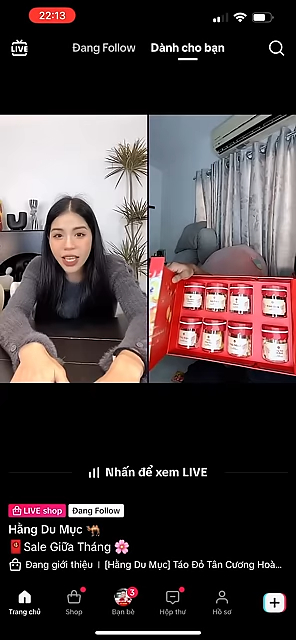 22:13
LIVE
Đang Follow
Dành cho bạn
Nhấn để xem LIVE
LIVE shop
Đang Follow
Hằng Du Mục 🐪
🧧Sale Giữa Tháng 🌸
Đang giới thiệu | [Hằng Du Mục] Táo Đỏ Tân Cương Hoà...
3
Trang chủ
Shop
Bạn bè
Hộp thư
Hồ sơ